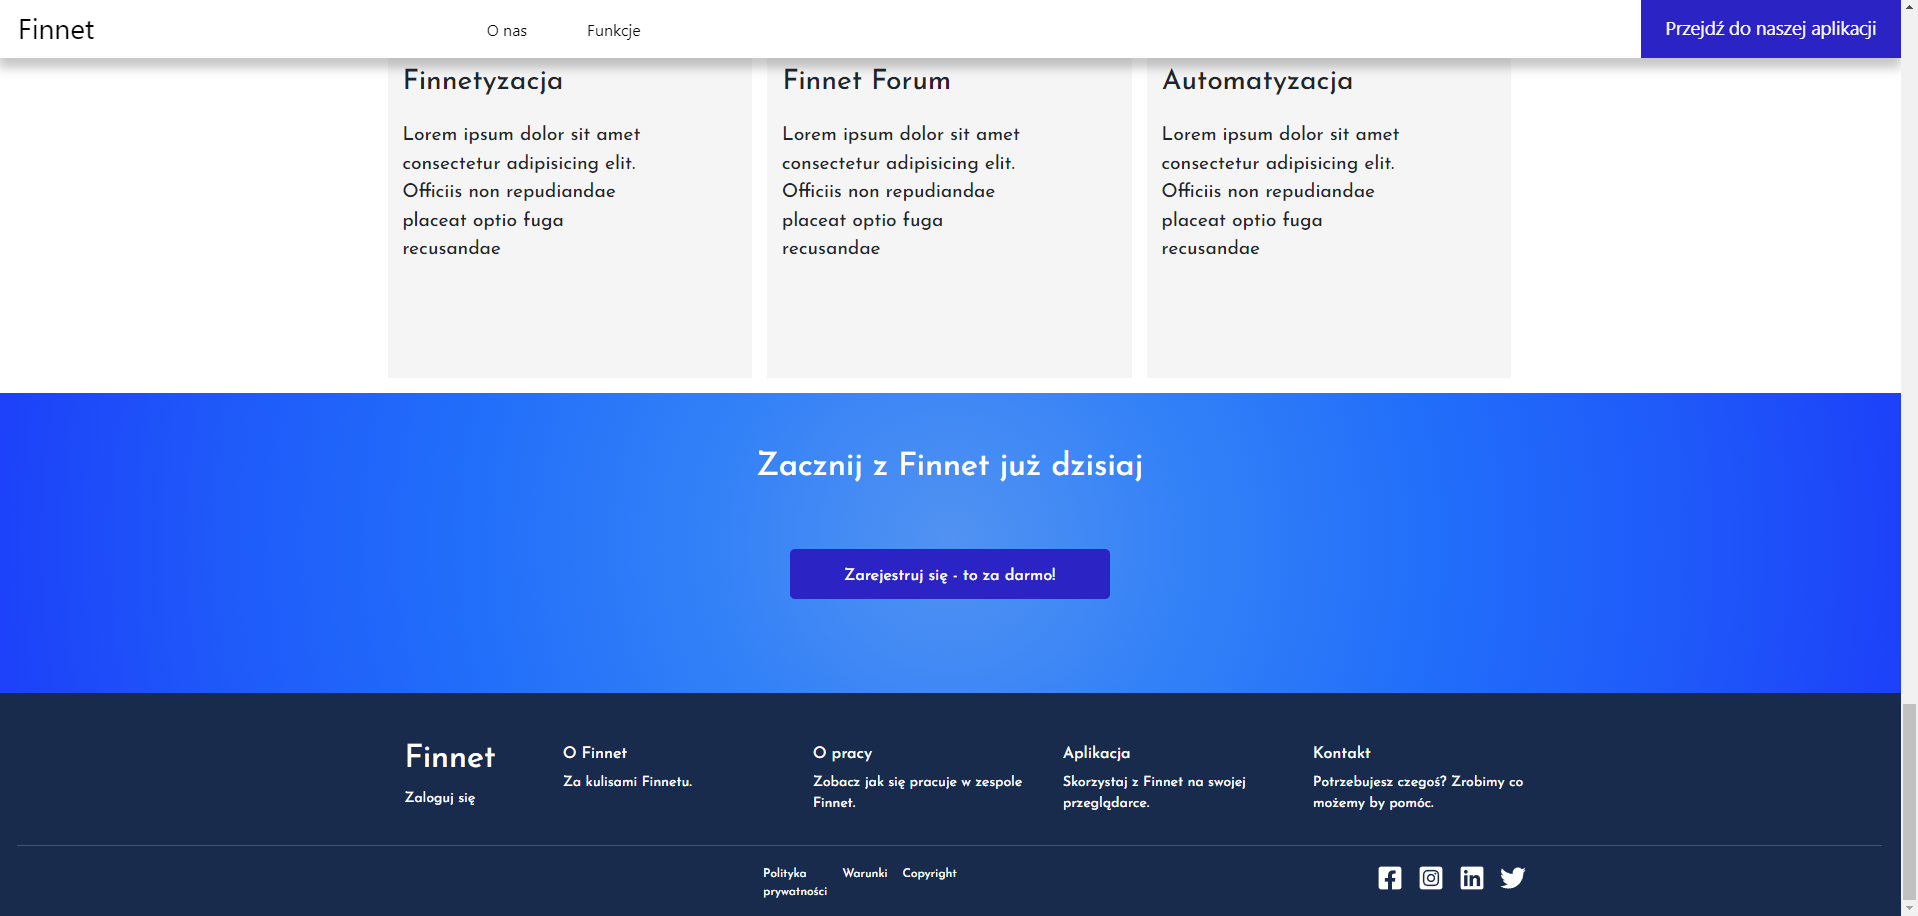 Finnet
O nas
Funkcje
Przejdź do naszej aplikacji
Finnetyzacja
Lorem ipsum dolor sit amet
consectetur adipisicing elit.
Officiis non repudiandae
placeat optio fuga
recusandae
Finnet Forum
Lorem ipsum dolor sit amet
consectetur adipisicing elit.
Officiis non repudiandae
placeat optio fuga
recusandae
Automatyzacja
Lorem ipsum dolor sit amet
consectetur adipisicing elit.
Officiis non repudiandae
placeat optio fuga
recusandae
Zacznij z Finnet już dzisiaj
Zarejestruj się - to za darmo!
Finnet
Zaloguj się
O Finnet
Za kulisami Finnetu.
O pracy
Zobacz jak się pracuje w zespole
Finnet.
Aplikacja
Skorzystaj z Finnet na swojej
przeglądarce.
Kontakt
Potrzebujesz czegoś? Zrobimy co
możemy by pomóc.
Polityka
prywatności
Warunki
Copyright